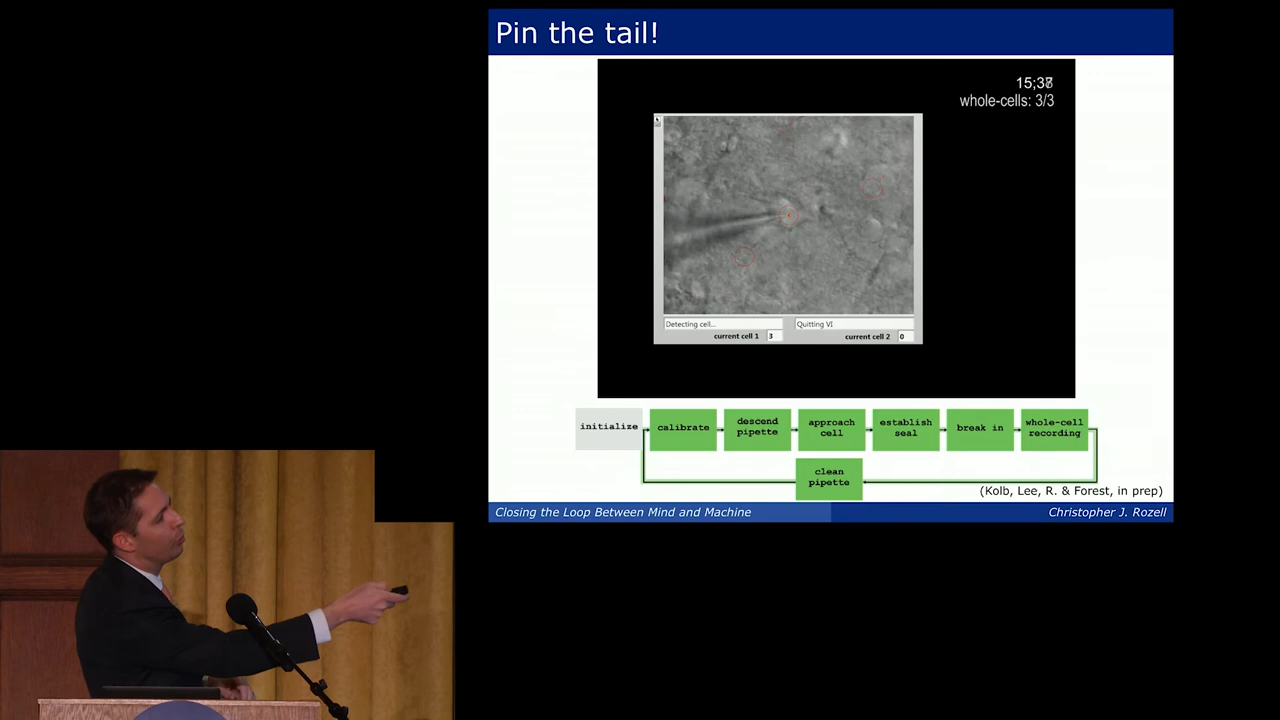 Pin the tail!
whole-cells: 3/3
Detecting cell...
Quitting VI
current cell 1 3
current cell 2 0
initialize
calibrate
descend
pipette
approach
cell
establish
seal
break in
whole-cell
recording
clean
pipette
(Kolb, Lee, R. & Forest, in prep)
Closing the Loop Between Mind and Machine
Christopher J. Rozell